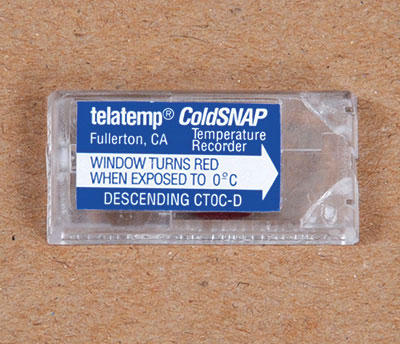 telatemp® ColdSNAP
Fullerton, CA Temperature Recorder
WINDOW TURNS RED
WHEN EXPOSED TO 0°C
DESCENDING CT0C-D